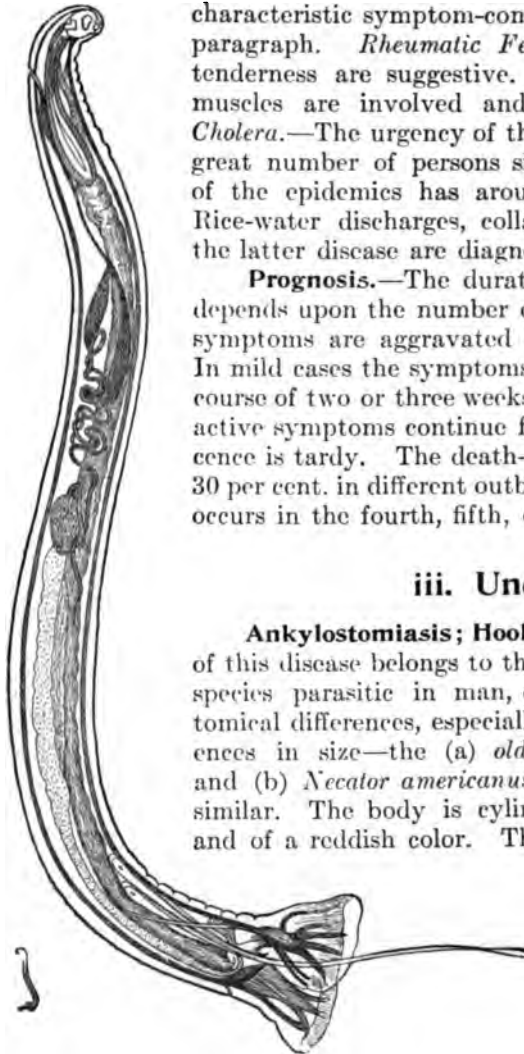 characteristic symptom-con
paragraph. Rheumatic Fe
tenderness are suggestive.
muscles are involved and
Cholera.—The urgency of th
great number of persons s
of the epidemics has arou
Rice-water discharges, colla
the latter disease are diagn
Prognosis.—The durat
depends upon the number
symptoms are aggravated
In mild cases the symptoms
course of two or three weeks
active symptoms continue f
cence is tardy. The death-
30 per cent. in different outb
occurs in the fourth, fifth,
iii. Un
Ankylostomiasis; Hool
of this disease belongs to th
species parasitic in man,
tomical differences, especial
ences in size—the (a) old
and (b) Necator americanus
similar. The body is cylin
and of a reddish color. Th